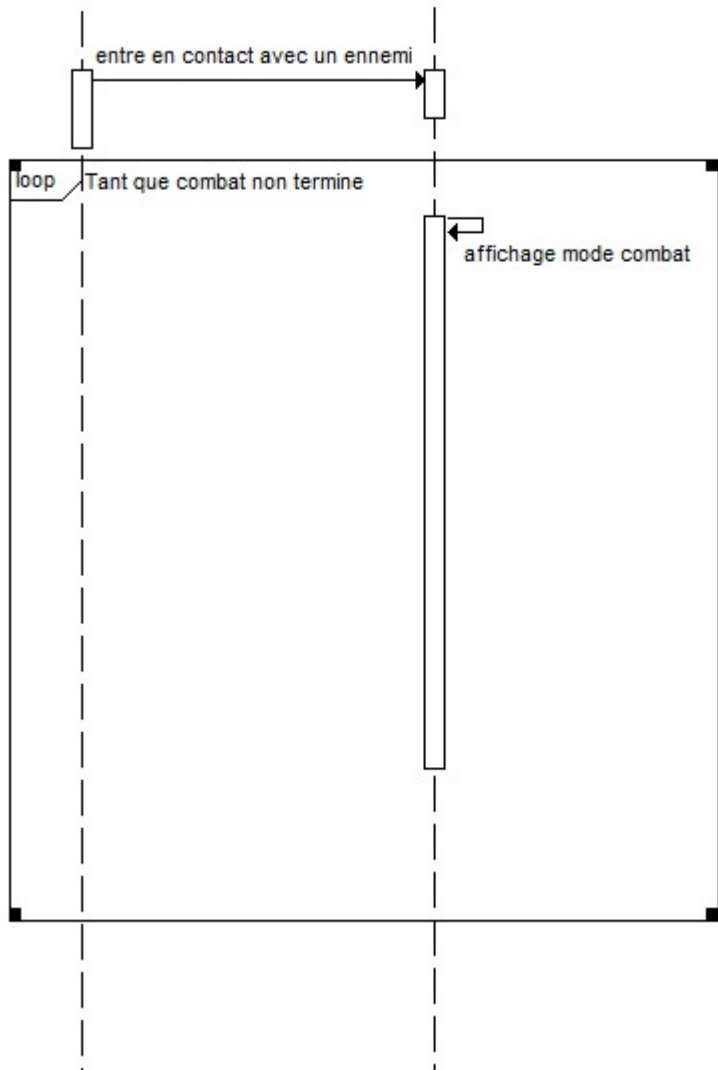 entre en contact avec un ennemi
loop
Tant que combat non termine
affichage mode combat